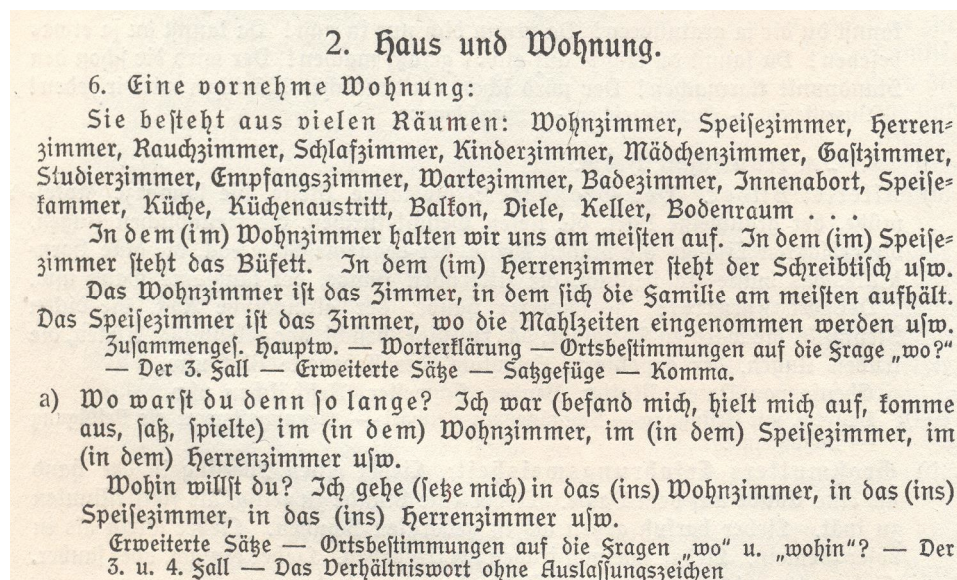 2. Haus und Wohnung.
6. Eine vornehme Wohnung:
Sie besteht aus vielen Räumen: Wohnzimmer, Speisezimmer, Herren-
zimmer, Rauchzimmer, Schlafzimmer, Kinderzimmer, Mädchenzimmer, Gastzimmer,
Studierzimmer, Empfangszimmer, Wartezimmer, Badezimmer, Innenabort, Speise-
kammer, Küche, Küchenaustritt, Balkon, Diele, Keller, Bodenraum . . .
In dem (im) Wohnzimmer halten wir uns am meisten auf. In dem (im) Speise-
zimmer steht das Büfett. In dem (im) Herrenzimmer steht der Schreibtisch usw.
Das Wohnzimmer ist das Zimmer, in dem sich die Familie am meisten aufhält.
Das Speisezimmer ist das Zimmer, wo die Mahlzeiten eingenommen werden usw.
Zusammenges. Hauptw. — Worterklärung — Ortsbestimmungen auf die Frage „wo?"
— Der 3. Fall — Erweiterte Sätze — Satzgefüge — Komma.
a) Wo warst du denn so lange? Ich war (befand mich, hielt mich auf, komme
aus, saß, spielte) im (in dem) Wohnzimmer, im (in dem) Speisezimmer, im
(in dem) Herrenzimmer usw.
Wohin willst du? Ich gehe (setze mich) in das (ins) Wohnzimmer, in das (ins)
Speisezimmer, in das (ins) Herrenzimmer usw.
Erweiterte Sätze — Ortsbestimmungen auf die Fragen „wo" u. „wohin"? — Der
3. u. 4. Fall — Das Verhältniswort ohne Auslassungszeichen